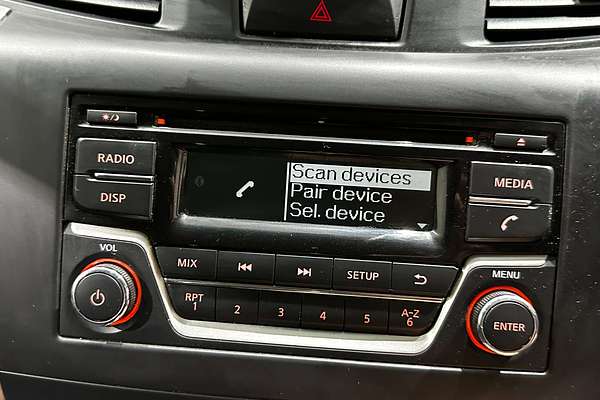 RADIO
DISP
Scan devices
Pair device
Sel. device
MEDIA
VOL
MIX
SETUP
MENU
RPT
1
2
3
4
5
A-Z
6
ENTER